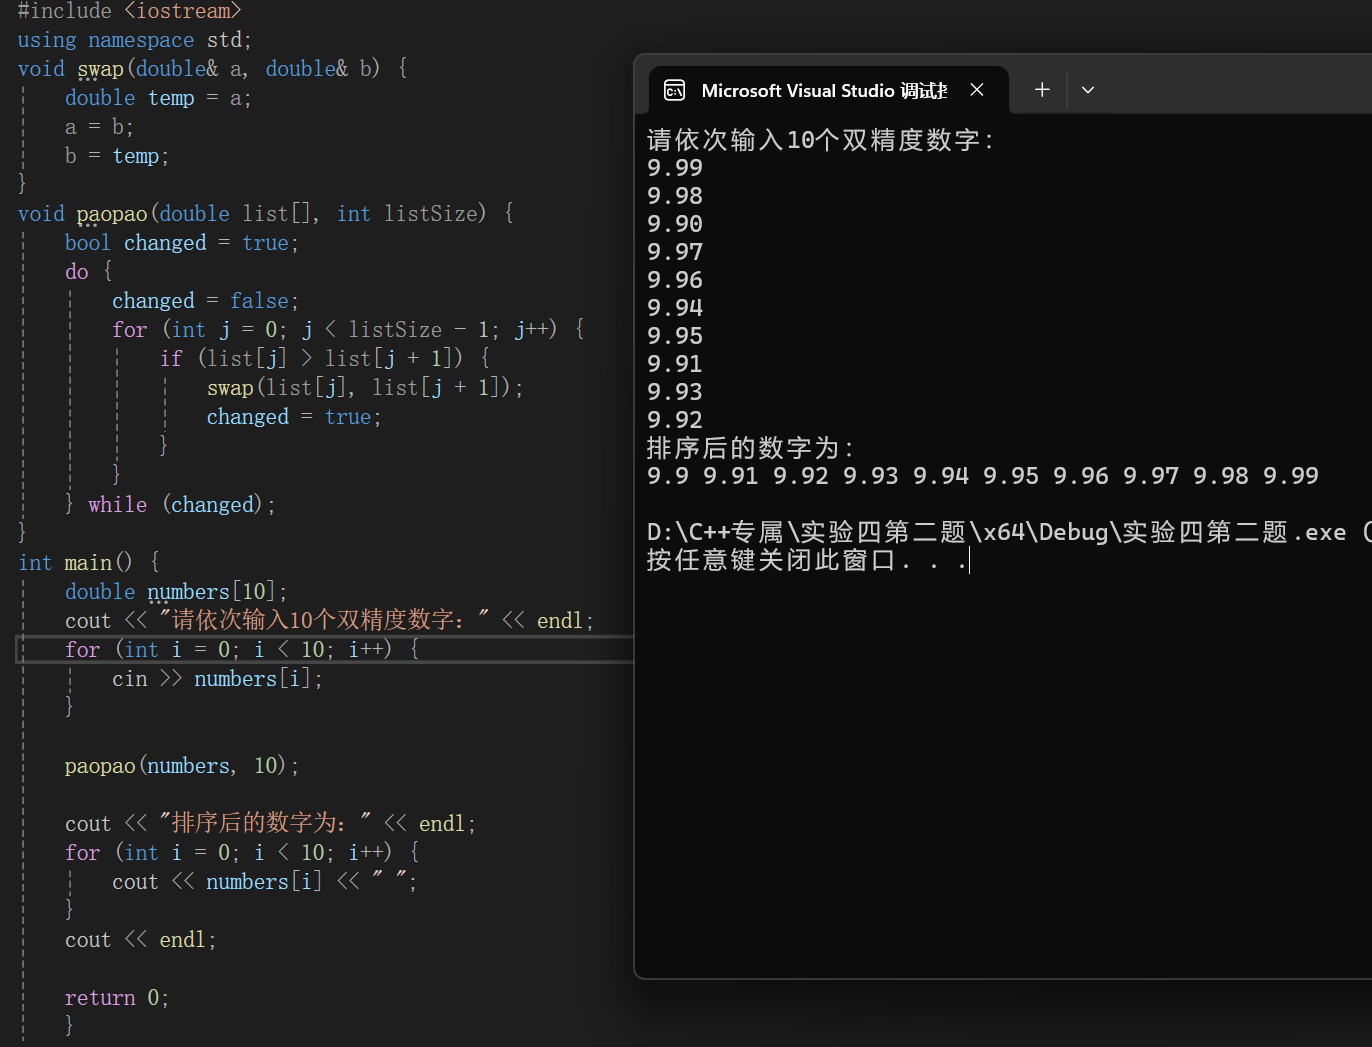 #include <iostream>
using namespace std;
void swap(double& a, double& b) {
double temp = a;
a = b;
b = temp;
}
void paopao(double list[], int listSize) {
bool changed = true;
do {
changed = false;
for (int j = 0; j < listSize - 1; j++) {
if (list[j] > list[j + 1]) {
swap(list[j], list[j + 1]);
changed = true;
}
}
} while (changed);
}
int main() {
double numbers[10];
cout << "请依次输入10个双精度数字：" << endl;
for (int i = 0; i < 10; i++) {
cin >> numbers[i];
}
paopao(numbers, 10);
cout << "排序后的数字为：" << endl;
for (int i = 0; i < 10; i++) {
cout << numbers[i] << " ";
}
cout << endl;
return 0;
}
Microsoft Visual Studio 调试
请依次输入10个双精度数字：
9.99
9.98
9.90
9.97
9.96
9.94
9.95
9.91
9.93
9.92
排序后的数字为：
9.9 9.91 9.92 9.93 9.94 9.95 9.96 9.97 9.98 9.99
D:\C++专属\实验四第二题\x64\Debug\实验四第二题.exe (
按任意键关闭此窗口. . .